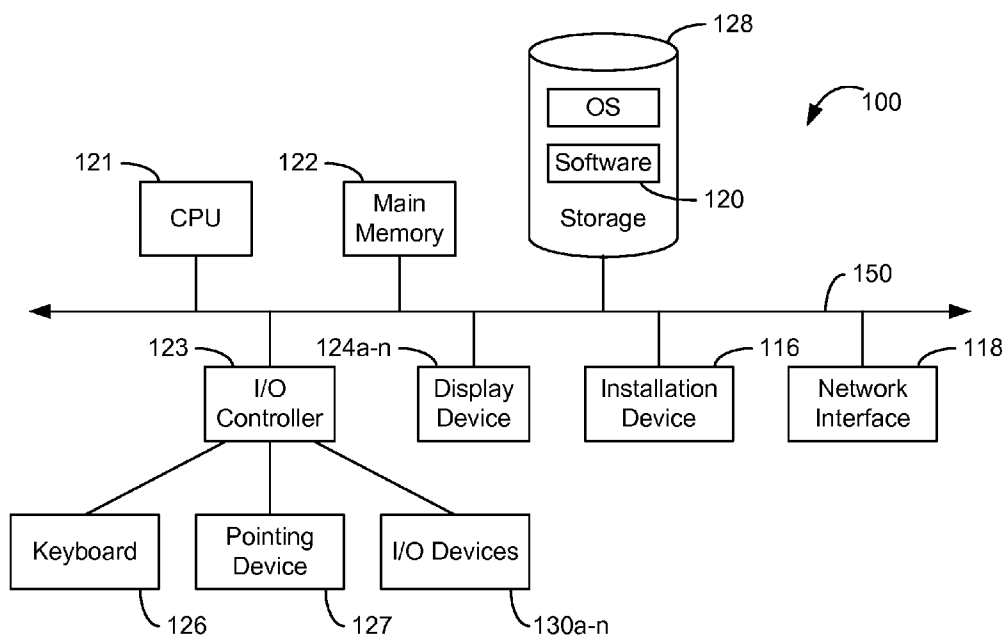 128
OS
100
Software
121
122
120
CPU
Main
Memory
Storage
150
123
124a-n
116
118
I/O
Controller
Display
Device
Installation
Device
Network
Interface
Keyboard
Pointing
Device
I/O Devices
126
127
130a-n